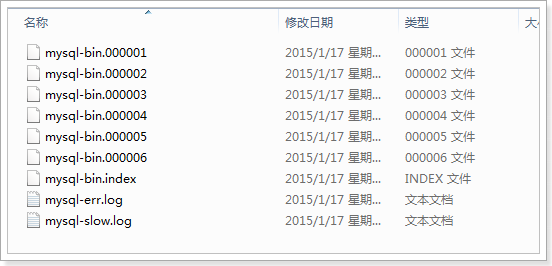 名称 修改日期 类型 大
mysql-bin.000001 2015/1/17 星期... 000001 文件
mysql-bin.000002 2015/1/17 星期... 000002 文件
mysql-bin.000003 2015/1/17 星期... 000003 文件
mysql-bin.000004 2015/1/17 星期... 000004 文件
mysql-bin.000005 2015/1/17 星期... 000005 文件
mysql-bin.000006 2015/1/17 星期... 000006 文件
mysql-bin.index 2015/1/17 星期... INDEX 文件
mysql-err.log 2015/1/17 星期... 文本文档
mysql-slow.log 2015/1/17 星期... 文本文档